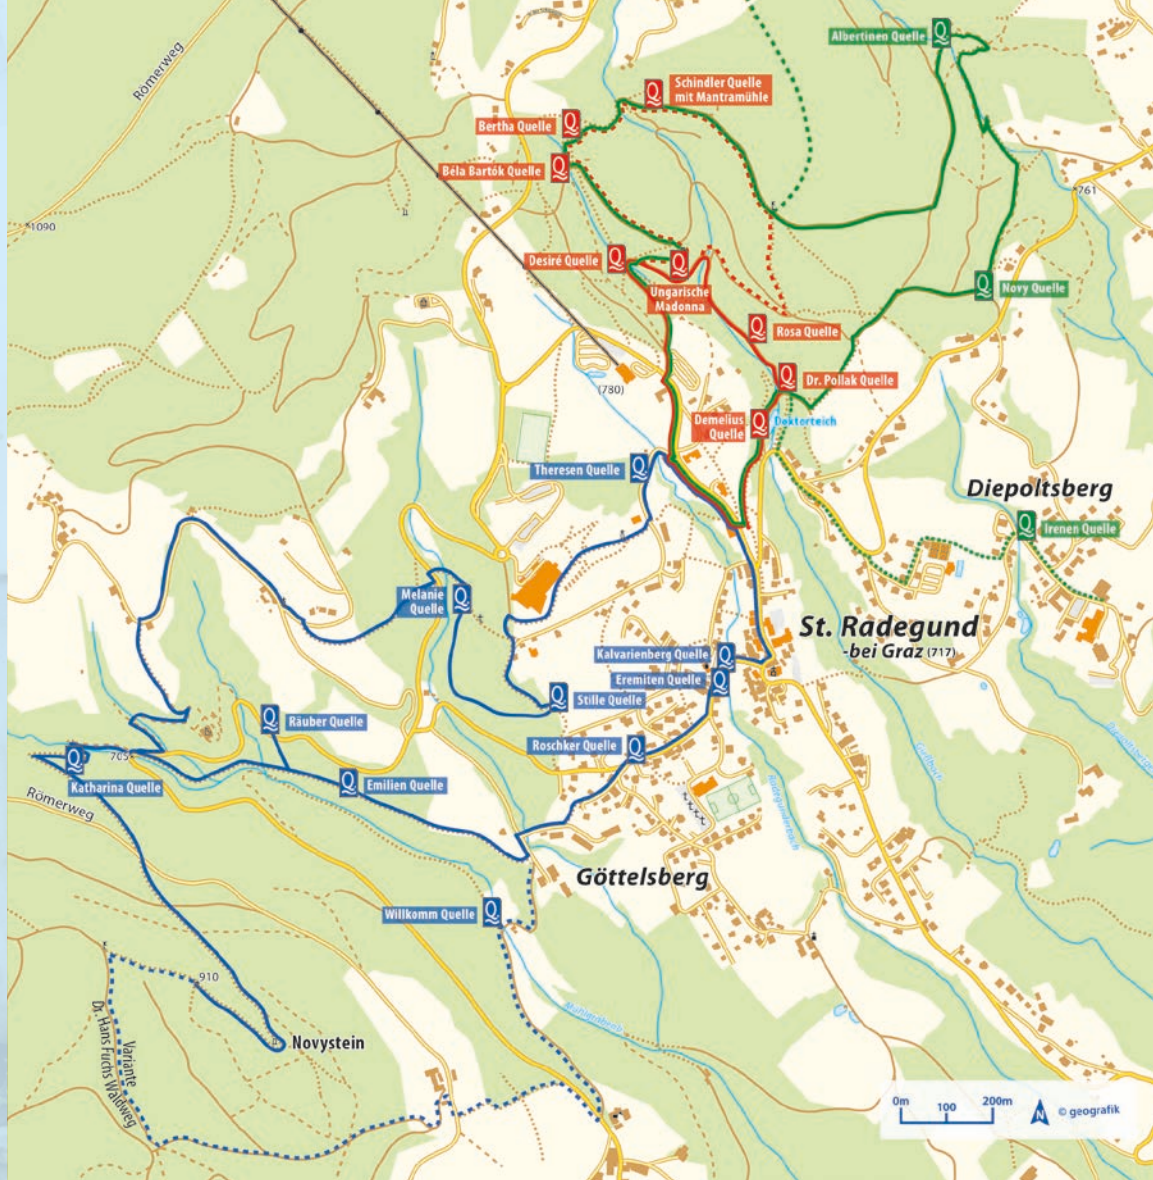 Römerweg
Albertinen Quelle
Schindler Quelle
mit Mantramühle
Bertha Quelle
Béla Bartók Quelle
761
1090
Desiré Quelle
Ungarische
Madonna
Novy Quelle
Rosa Quelle
Dr. Pollak Quelle
(780)
Demelius
Quelle
Doktorteich
Theresen Quelle
Diepoltsberg
Irenen Quelle
Melanie
Quelle
St. Radegund
-bei Graz (717)
Kalvarienberg Quelle
Eremiten Quelle
Stille Quelle
Räuber Quelle
Roschker Quelle
705
Katharina Quelle
Emilien Quelle
Römerweg
Radegunderbach
Göttelsberg
Willkomm Quelle
910
Novystein
Variante
Dr. Hans Fuchs Waldweg
0m
100
200m
N
© geografik